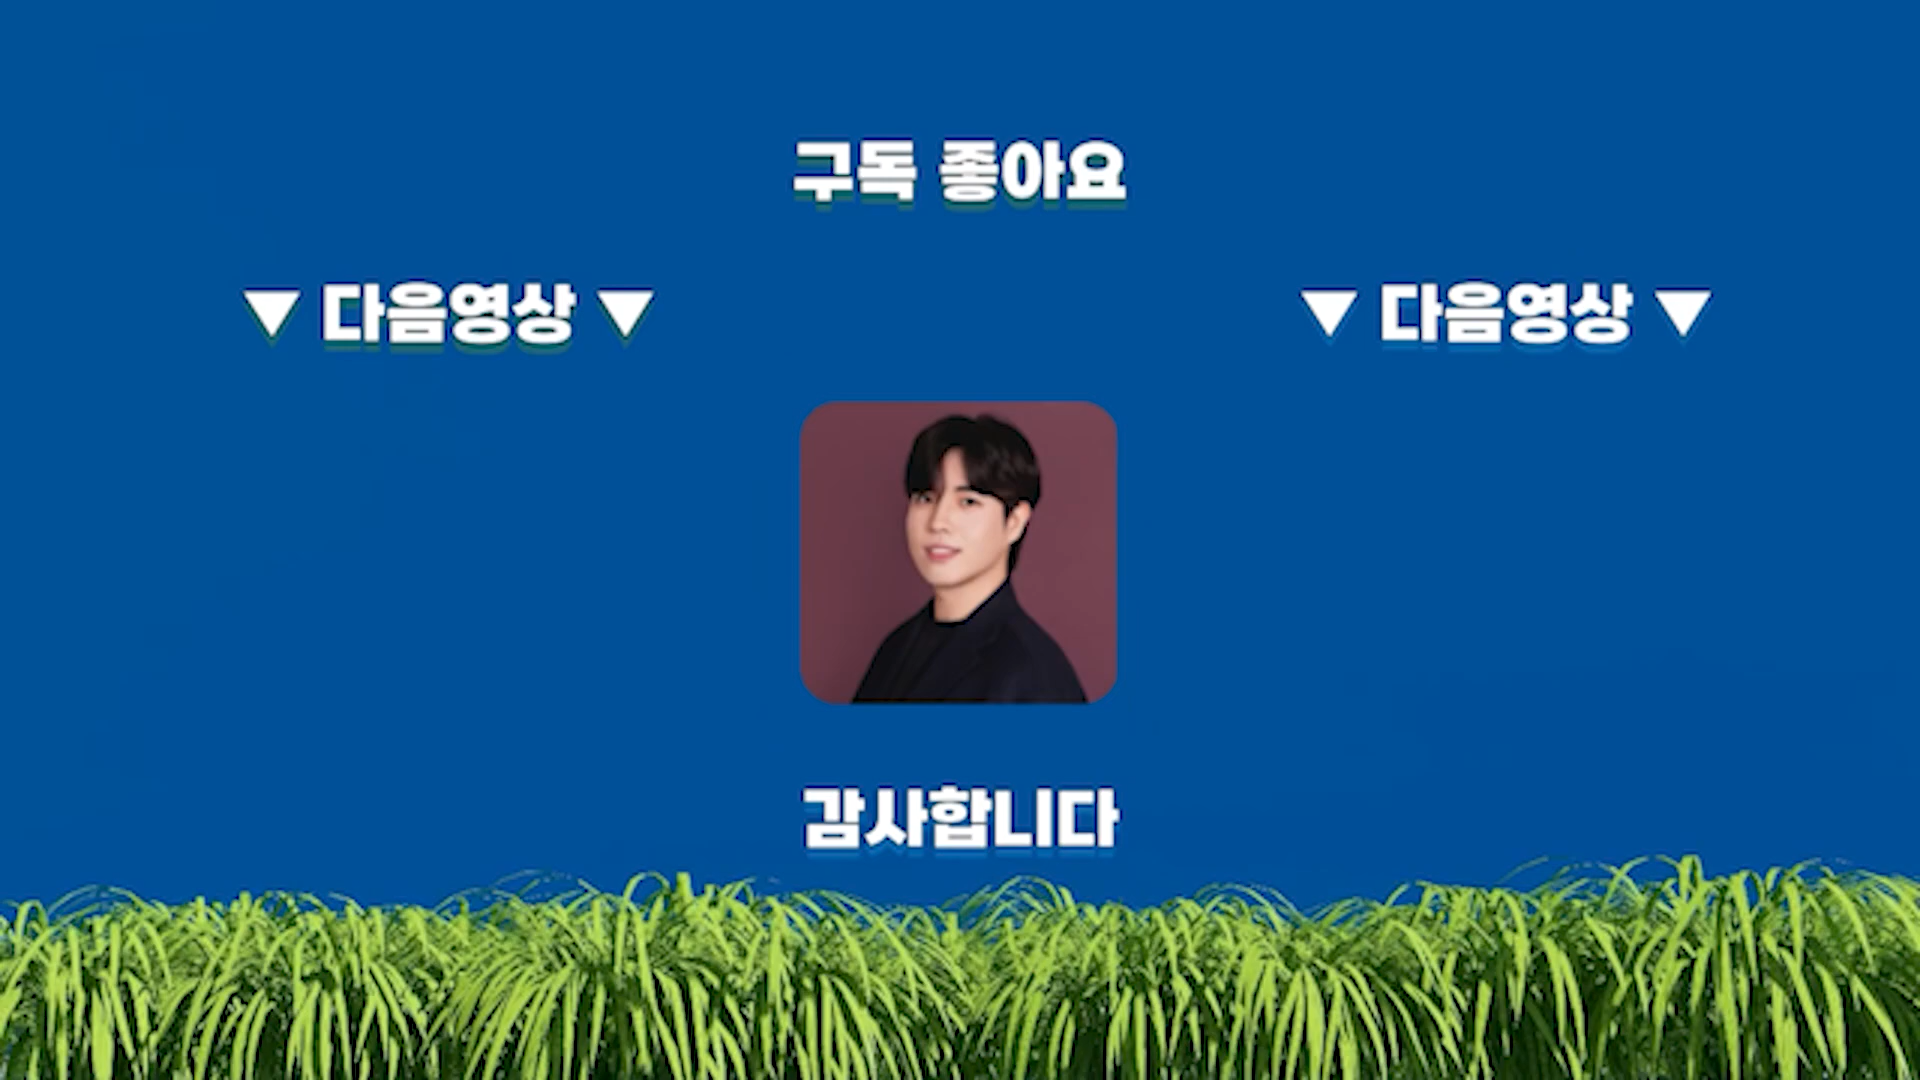 구독 좋아요
▼ 다음영상 ▼
▼ 다음영상 ▼
감사합니다